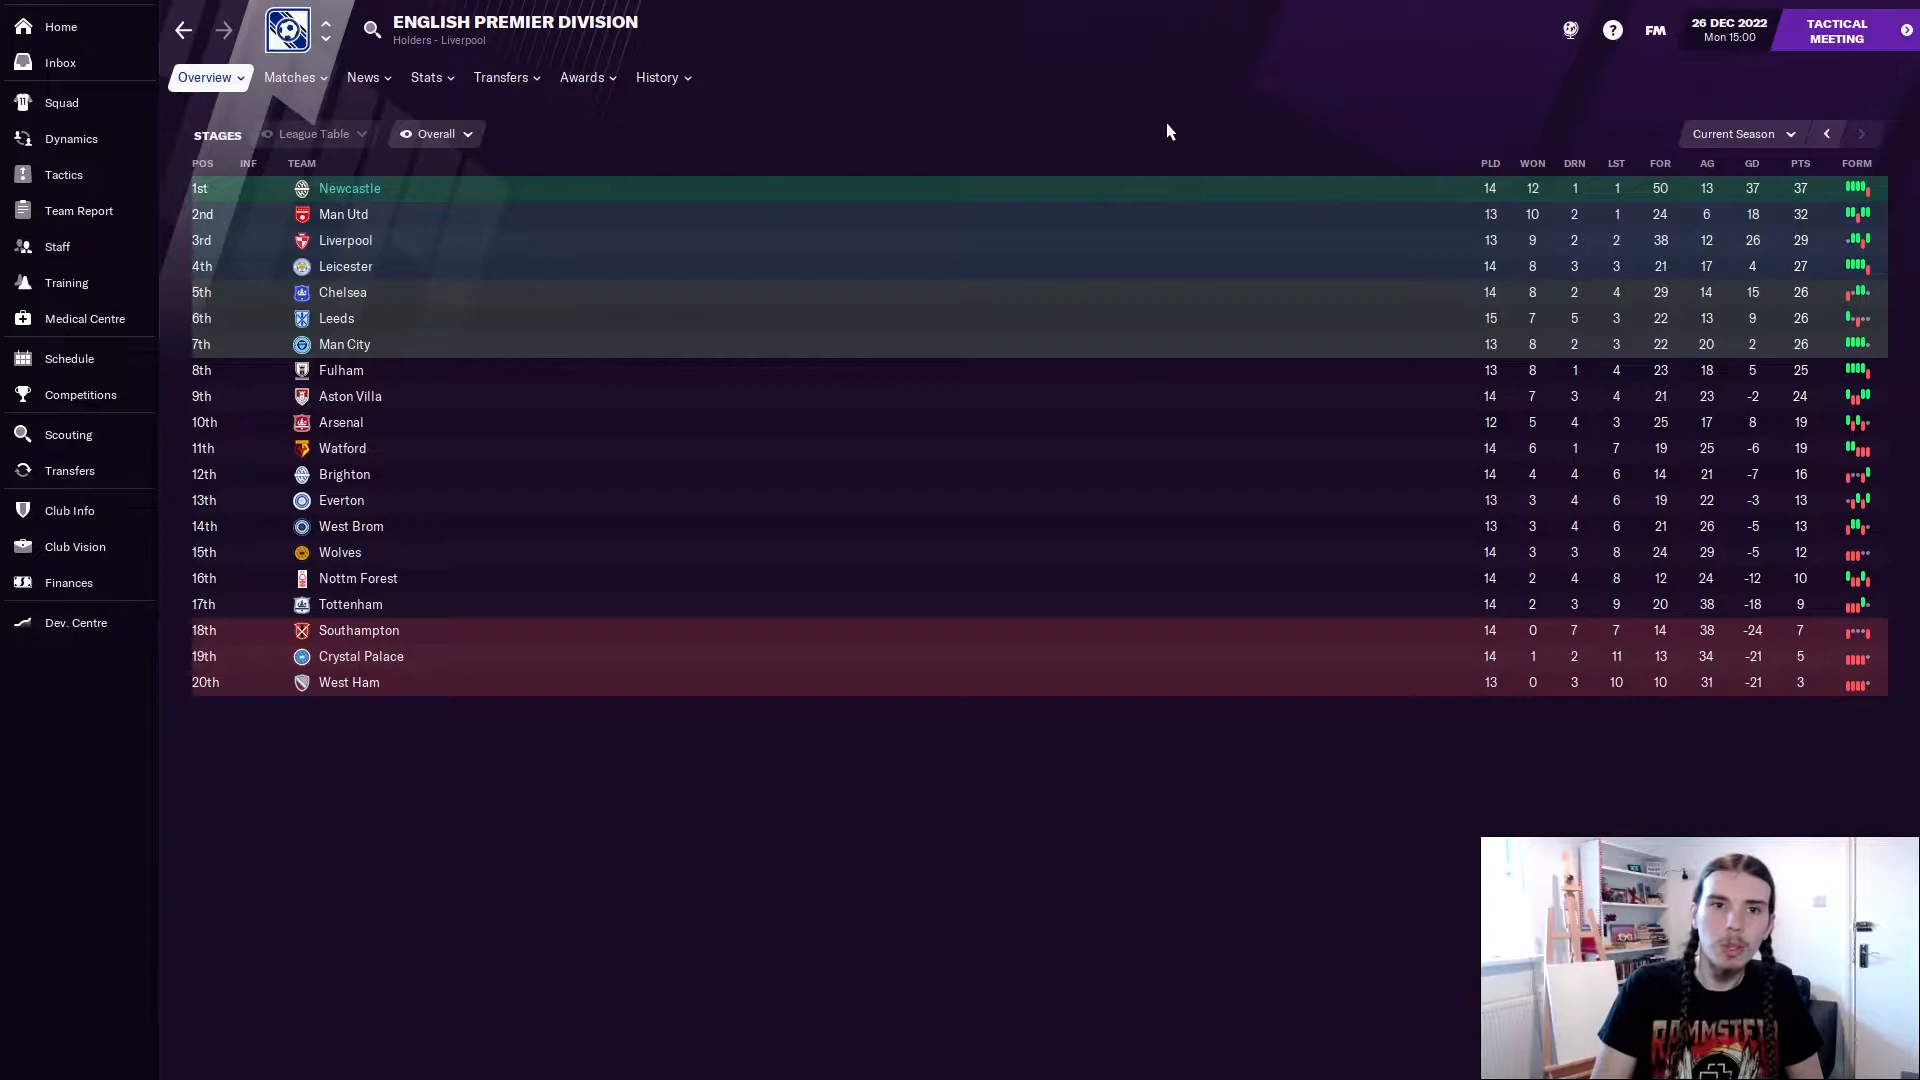 Home
Inbox
Squad
Dynamics
Tactics
Team Report
Staff
Training
Medical Centre
Schedule
Competitions
Scouting
Transfers
Club Info
Club Vision
Finances
Dev. Centre
ENGLISH PREMIER DIVISION
Holders - Liverpool
FM
26 DEC 2022
Mon 15:00
TACTICAL
MEETING
Overview Matches News Stats Transfers Awards History
STAGES League Table Overall Current Season
POS INF TEAM PLD WON DRN LST FOR AG GD PTS FORM
1st Newcastle 14 12 1 1 50 13 37 37
2nd Man Utd 13 10 2 1 24 6 18 32
3rd Liverpool 13 9 2 2 38 12 26 29
4th Leicester 14 8 3 3 21 17 4 27
5th Chelsea 14 8 2 4 29 14 15 26
6th Leeds 15 7 5 3 22 13 9 26
7th Man City 13 8 2 3 22 20 2 26
8th Fulham 13 8 1 4 23 18 5 25
9th Aston Villa 14 7 3 4 21 23 -2 24
10th Arsenal 12 5 4 3 25 17 8 19
11th Watford 14 6 1 7 19 25 -6 19
12th Brighton 14 4 4 6 14 21 -7 16
13th Everton 13 3 4 6 19 22 -3 13
14th West Brom 13 3 4 6 21 26 -5 13
15th Wolves 14 3 3 8 24 29 -5 12
16th Nottm Forest 14 2 4 8 12 24 -12 10
17th Tottenham 14 2 3 9 20 38 -18 9
18th Southampton 14 0 7 7 14 38 -24 7
19th Crystal Palace 14 1 2 11 13 34 -21 5
20th West Ham 13 0 3 10 10 31 -21 3